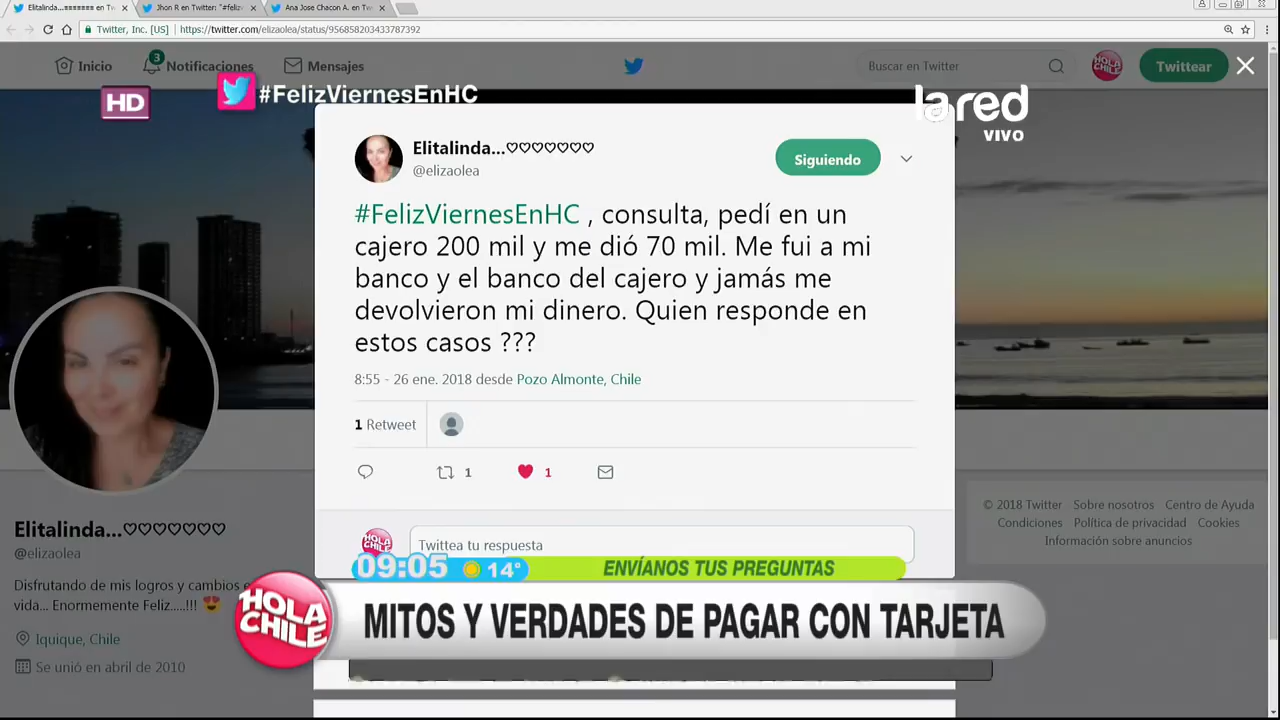 Elitalinda...♡♡♡♡♡♡♡ en Tw
Jhon R en Twitter: "#feliz
Ana Jose Chacon A. en Tw
Twitter, Inc. [US]
https://twitter.com/elizaolea/status/956858203433787392
3
Inicio
Notificaciones
Mensajes
Buscar en Twitter
HOLA CHILE
Twittear
HD
#FelizViernesEnHC
la red
VIVO
Elitalinda...♡♡♡♡♡♡♡
@elizaolea
Siguiendo
#FelizViernesEnHC , consulta, pedí en un
cajero 200 mil y me dió 70 mil. Me fui a mi
banco y el banco del cajero y jamás me
devolvieron mi dinero. Quien responde en
estos casos ???
8:55 - 26 ene. 2018 desde Pozo Almonte, Chile
1 Retweet
1
1
HOLA CHILE
Twittea tu respuesta
Elitalinda...♡♡♡♡♡♡♡
@elizaolea
Disfrutando de mis logros y cambios e
vida... Enormemente Feliz.....!!! 😍
Iquique, Chile
Se unió en abril de 2010
© 2018 Twitter Sobre nosotros Centro de Ayuda
Condiciones Política de privacidad Cookies
Información sobre anuncios
09:05
14°
ENVÍANOS TUS PREGUNTAS
HOLA
CHILE
MITOS Y VERDADES DE PAGAR CON TARJETA